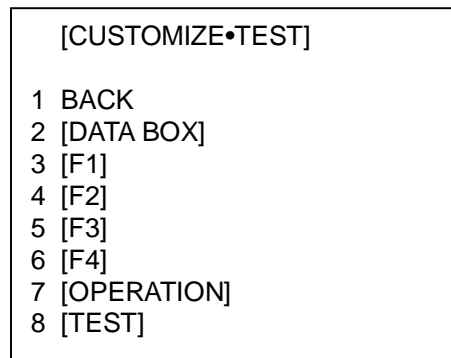 [CUSTOMIZE•TEST]
1 BACK
2 [DATA BOX]
3 [F1]
4 [F2]
5 [F3]
6 [F4]
7 [OPERATION]
8 [TEST]